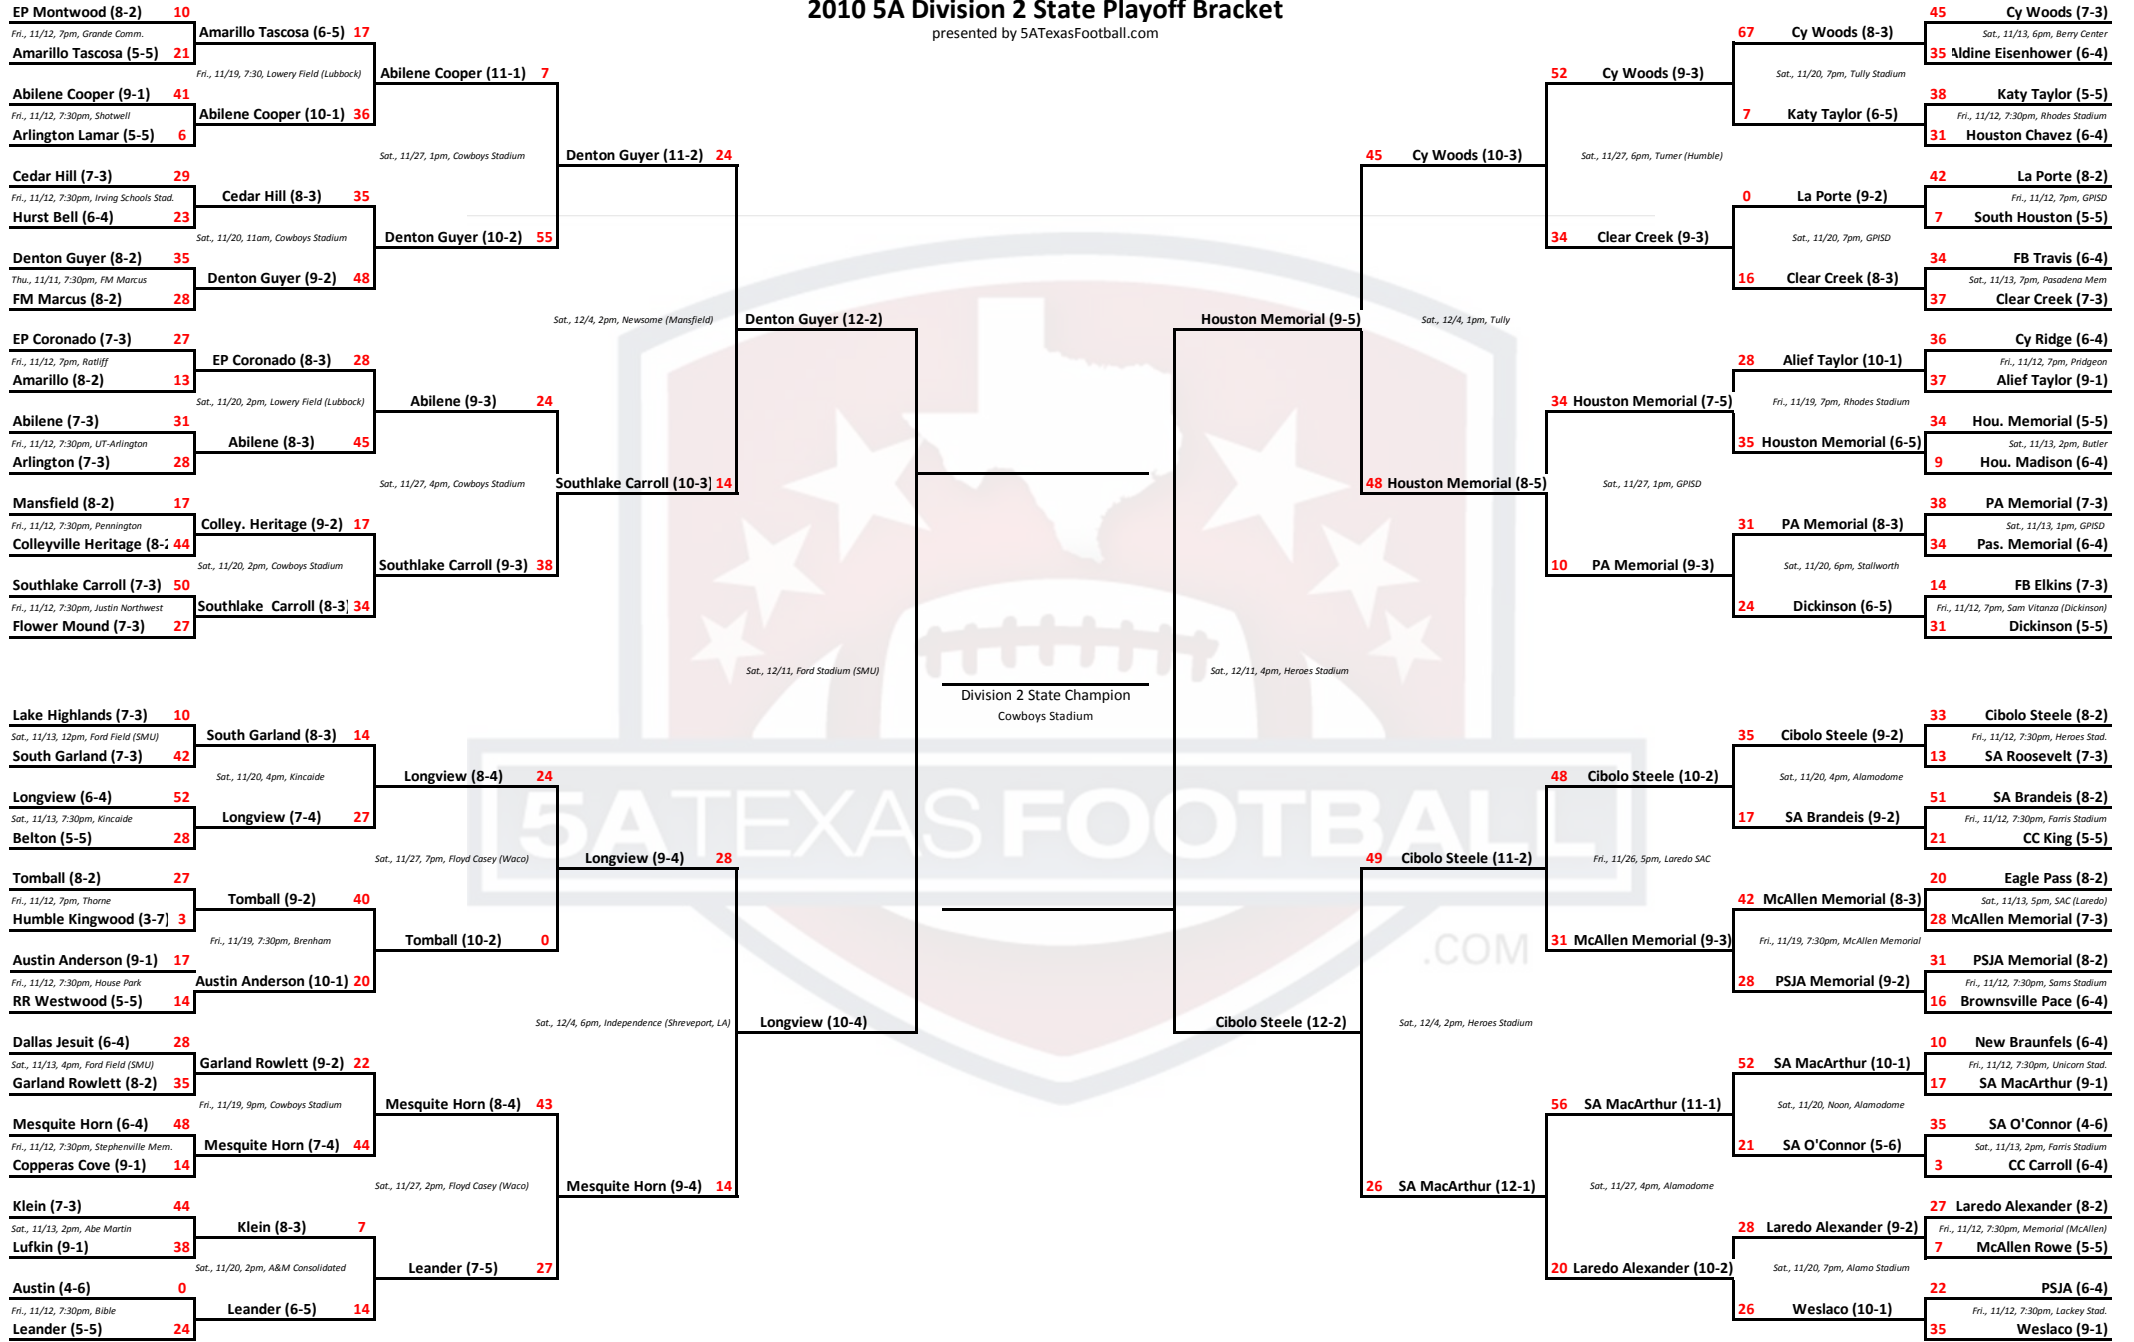 2010 5A Division 2 State Playoff Bracket
presented by 5ATexasFootball.com
EP Montwood (8-2) 10
Fri., 11/12, 7pm, Grande Comm.
Amarillo Tascosa (5-5) 21
Abilene Cooper (9-1) 41
Fri., 11/12, 7:30pm, Shotwell
Arlington Lamar (5-5) 6
Cedar Hill (7-3) 29
Fri., 11/12, 7:30pm, Irving Schools Stad.
Hurst Bell (6-4) 23
Denton Guyer (8-2) 35
Thu., 11/11, 7:30pm, FM Marcus
FM Marcus (8-2) 28
EP Coronado (7-3) 27
Fri., 11/12, 7pm, Ratliff
Amarillo (8-2) 13
Abilene (7-3) 31
Fri., 11/12, 7:30pm, UT-Arlington
Arlington (7-3) 28
Mansfield (8-2) 17
Fri., 11/12, 7:30pm, Pennington
Colleyville Heritage (8-2 44
Southlake Carroll (7-3) 50
Fri., 11/12, 7:30pm, Justin Northwest
Flower Mound (7-3) 27
Lake Highlands (7-3) 10
Sat., 11/13, 12pm, Ford Field (SMU)
South Garland (7-3) 42
Longview (6-4) 52
Sat., 11/13, 7:30pm, Kincaide
Belton (5-5) 28
Tomball (8-2) 27
Fri., 11/12, 7pm, Thorne
Humble Kingwood (3-7) 3
Austin Anderson (9-1) 17
Fri., 11/12, 7:30pm, House Park
RR Westwood (5-5) 14
Dallas Jesuit (6-4) 28
Sat., 11/13, 4pm, Ford Field (SMU)
Garland Rowlett (8-2) 35
Mesquite Horn (6-4) 48
Fri., 11/12, 7:30pm, Stephenville Mem.
Copperas Cove (9-1) 14
Klein (7-3) 44
Sat., 11/13, 2pm, Abe Martin
Lufkin (9-1) 38
Austin (4-6) 0
Fri., 11/12, 7:30pm, Bible
Leander (5-5) 24
Amarillo Tascosa (6-5) 17
Fri., 11/19, 7:30, Lowery Field (Lubbock)
Abilene Cooper (10-1) 36
Cedar Hill (8-3) 35
Sat., 11/20, 11am, Cowboys Stadium
Denton Guyer (9-2) 48
EP Coronado (8-3) 28
Sat., 11/20, 2pm, Lowery Field (Lubbock)
Abilene (8-3) 45
Colley. Heritage (9-2) 17
Sat., 11/20, 2pm, Cowboys Stadium
Southlake Carroll (8-3) 34
South Garland (8-3) 14
Sat., 11/20, 4pm, Kincaide
Longview (7-4) 27
Tomball (9-2) 40
Fri., 11/19, 7:30pm, Brenham
Austin Anderson (10-1) 20
Garland Rowlett (9-2) 22
Fri., 11/19, 9pm, Cowboys Stadium
Mesquite Horn (7-4) 44
Klein (8-3) 7
Sat., 11/20, 2pm, A&M Consolidated
Leander (6-5) 14
Abilene Cooper (11-1) 7
Sat., 11/27, 1pm, Cowboys Stadium
Denton Guyer (10-2) 55
Abilene (9-3) 24
Sat., 11/27, 4pm, Cowboys Stadium
Southlake Carroll (9-3) 38
Longview (8-4) 24
Sat., 11/27, 7pm, Floyd Casey (Waco)
Tomball (10-2) 0
Mesquite Horn (8-4) 43
Sat., 11/27, 2pm, Floyd Casey (Waco)
Leander (7-5) 27
Denton Guyer (11-2) 24
Sat., 12/4, 2pm, Newsome (Mansfield)
Southlake Carroll (10-3) 14
Longview (9-4) 28
Sat., 12/4, 6pm, Independence (Shreveport, LA)
Mesquite Horn (9-4) 14
Denton Guyer (12-2)
Sat., 12/11, Ford Stadium (SMU)
Longview (10-4)
Division 2 State Champion
Cowboys Stadium
5ATEXASFOOTBALL
.COM
Houston Memorial (9-5)
Sat., 12/11, 4pm, Heroes Stadium
Cibolo Steele (12-2)
45 Cy Woods (10-3)
Sat., 12/4, 1pm, Tully
48 Houston Memorial (8-5)
49 Cibolo Steele (11-2)
Sat., 12/4, 2pm, Heroes Stadium
26 SA MacArthur (12-1)
52 Cy Woods (9-3)
Sat., 11/27, 6pm, Turner (Humble)
34 Clear Creek (9-3)
34 Houston Memorial (7-5)
Sat., 11/27, 1pm, GPISD
10 PA Memorial (9-3)
48 Cibolo Steele (10-2)
Fri., 11/26, 5pm, Laredo SAC
31 McAllen Memorial (9-3)
56 SA MacArthur (11-1)
Sat., 11/27, 4pm, Alamodome
20 Laredo Alexander (10-2)
67 Cy Woods (8-3)
Sat., 11/20, 7pm, Tully Stadium
7 Katy Taylor (6-5)
0 La Porte (9-2)
Sat., 11/20, 7pm, GPISD
16 Clear Creek (8-3)
28 Alief Taylor (10-1)
Fri., 11/19, 7pm, Rhodes Stadium
35 Houston Memorial (6-5)
31 PA Memorial (8-3)
Sat., 11/20, 6pm, Stallworth
24 Dickinson (6-5)
35 Cibolo Steele (9-2)
Sat., 11/20, 4pm, Alamodome
17 SA Brandeis (9-2)
42 McAllen Memorial (8-3)
Fri., 11/19, 7:30pm, McAllen Memorial
28 PSJA Memorial (9-2)
52 SA MacArthur (10-1)
Sat., 11/20, Noon, Alamodome
21 SA O'Connor (5-6)
28 Laredo Alexander (9-2)
Sat., 11/20, 7pm, Alamo Stadium
26 Weslaco (10-1)
45 Cy Woods (7-3)
Sat., 11/13, 6pm, Berry Center
35 Aldine Eisenhower (6-4)
38 Katy Taylor (5-5)
Fri., 11/12, 7:30pm, Rhodes Stadium
31 Houston Chavez (6-4)
42 La Porte (8-2)
Fri., 11/12, 7pm, GPISD
7 South Houston (5-5)
34 FB Travis (6-4)
Sat., 11/13, 7pm, Pasadena Mem
37 Clear Creek (7-3)
36 Cy Ridge (6-4)
Fri., 11/12, 7pm, Pridgeon
37 Alief Taylor (9-1)
34 Hou. Memorial (5-5)
Sat., 11/13, 2pm, Butler
9 Hou. Madison (6-4)
38 PA Memorial (7-3)
Sat., 11/13, 1pm, GPISD
34 Pas. Memorial (6-4)
14 FB Elkins (7-3)
Fri., 11/12, 7pm, Sam Vitanza (Dickinson)
31 Dickinson (5-5)
33 Cibolo Steele (8-2)
Fri., 11/12, 7:30pm, Heroes Stad.
13 SA Roosevelt (7-3)
51 SA Brandeis (8-2)
Fri., 11/12, 7:30pm, Farris Stadium
21 CC King (5-5)
20 Eagle Pass (8-2)
Sat., 11/13, 5pm, SAC (Laredo)
28 McAllen Memorial (7-3)
31 PSJA Memorial (8-2)
Fri., 11/12, 7:30pm, Sams Stadium
16 Brownsville Pace (6-4)
10 New Braunfels (6-4)
Fri., 11/12, 7:30pm, Unicorn Stad.
17 SA MacArthur (9-1)
35 SA O'Connor (4-6)
Sat., 11/13, 2pm, Farris Stadium
3 CC Carroll (6-4)
27 Laredo Alexander (8-2)
Fri., 11/12, 7:30pm, Memorial (McAllen)
7 McAllen Rowe (5-5)
22 PSJA (6-4)
Fri., 11/12, 7:30pm, Lackey Stad.
35 Weslaco (9-1)